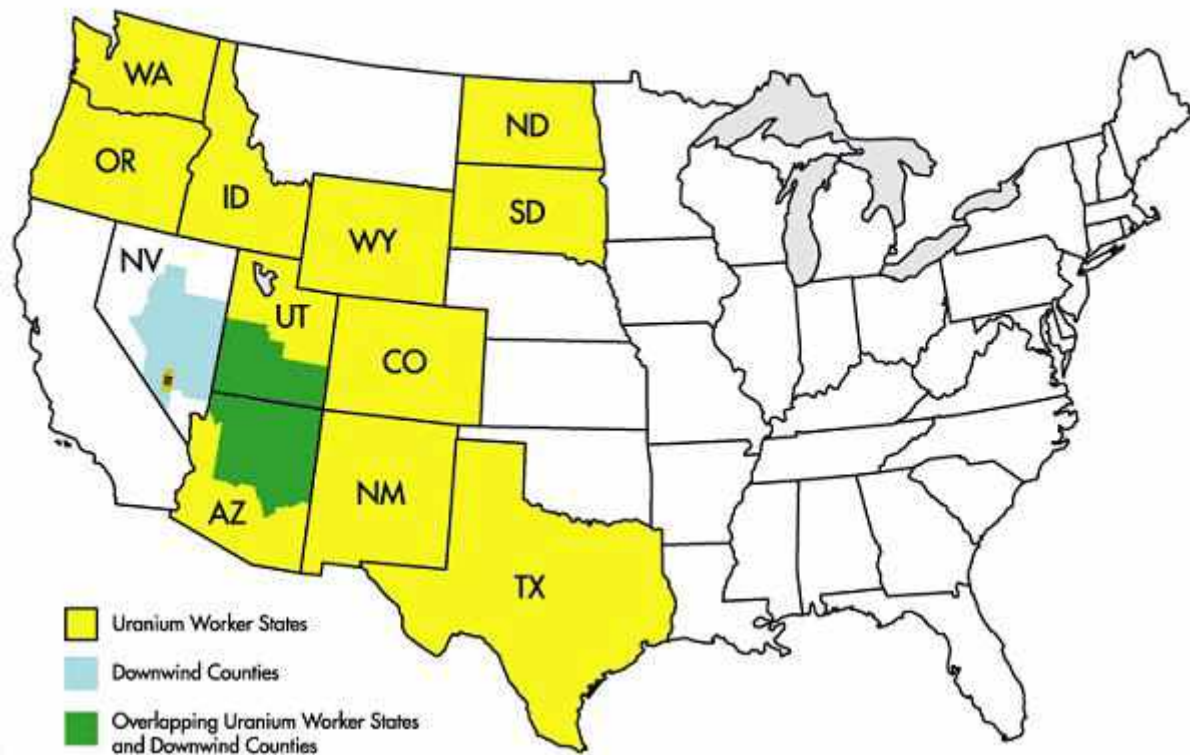 WA
ND
OR
ID
SD
WY
NV
UT
CO
NM
AZ
TX
Uranium Worker States
Downwind Counties
Overlapping Uranium Worker States
and Downwind Counties